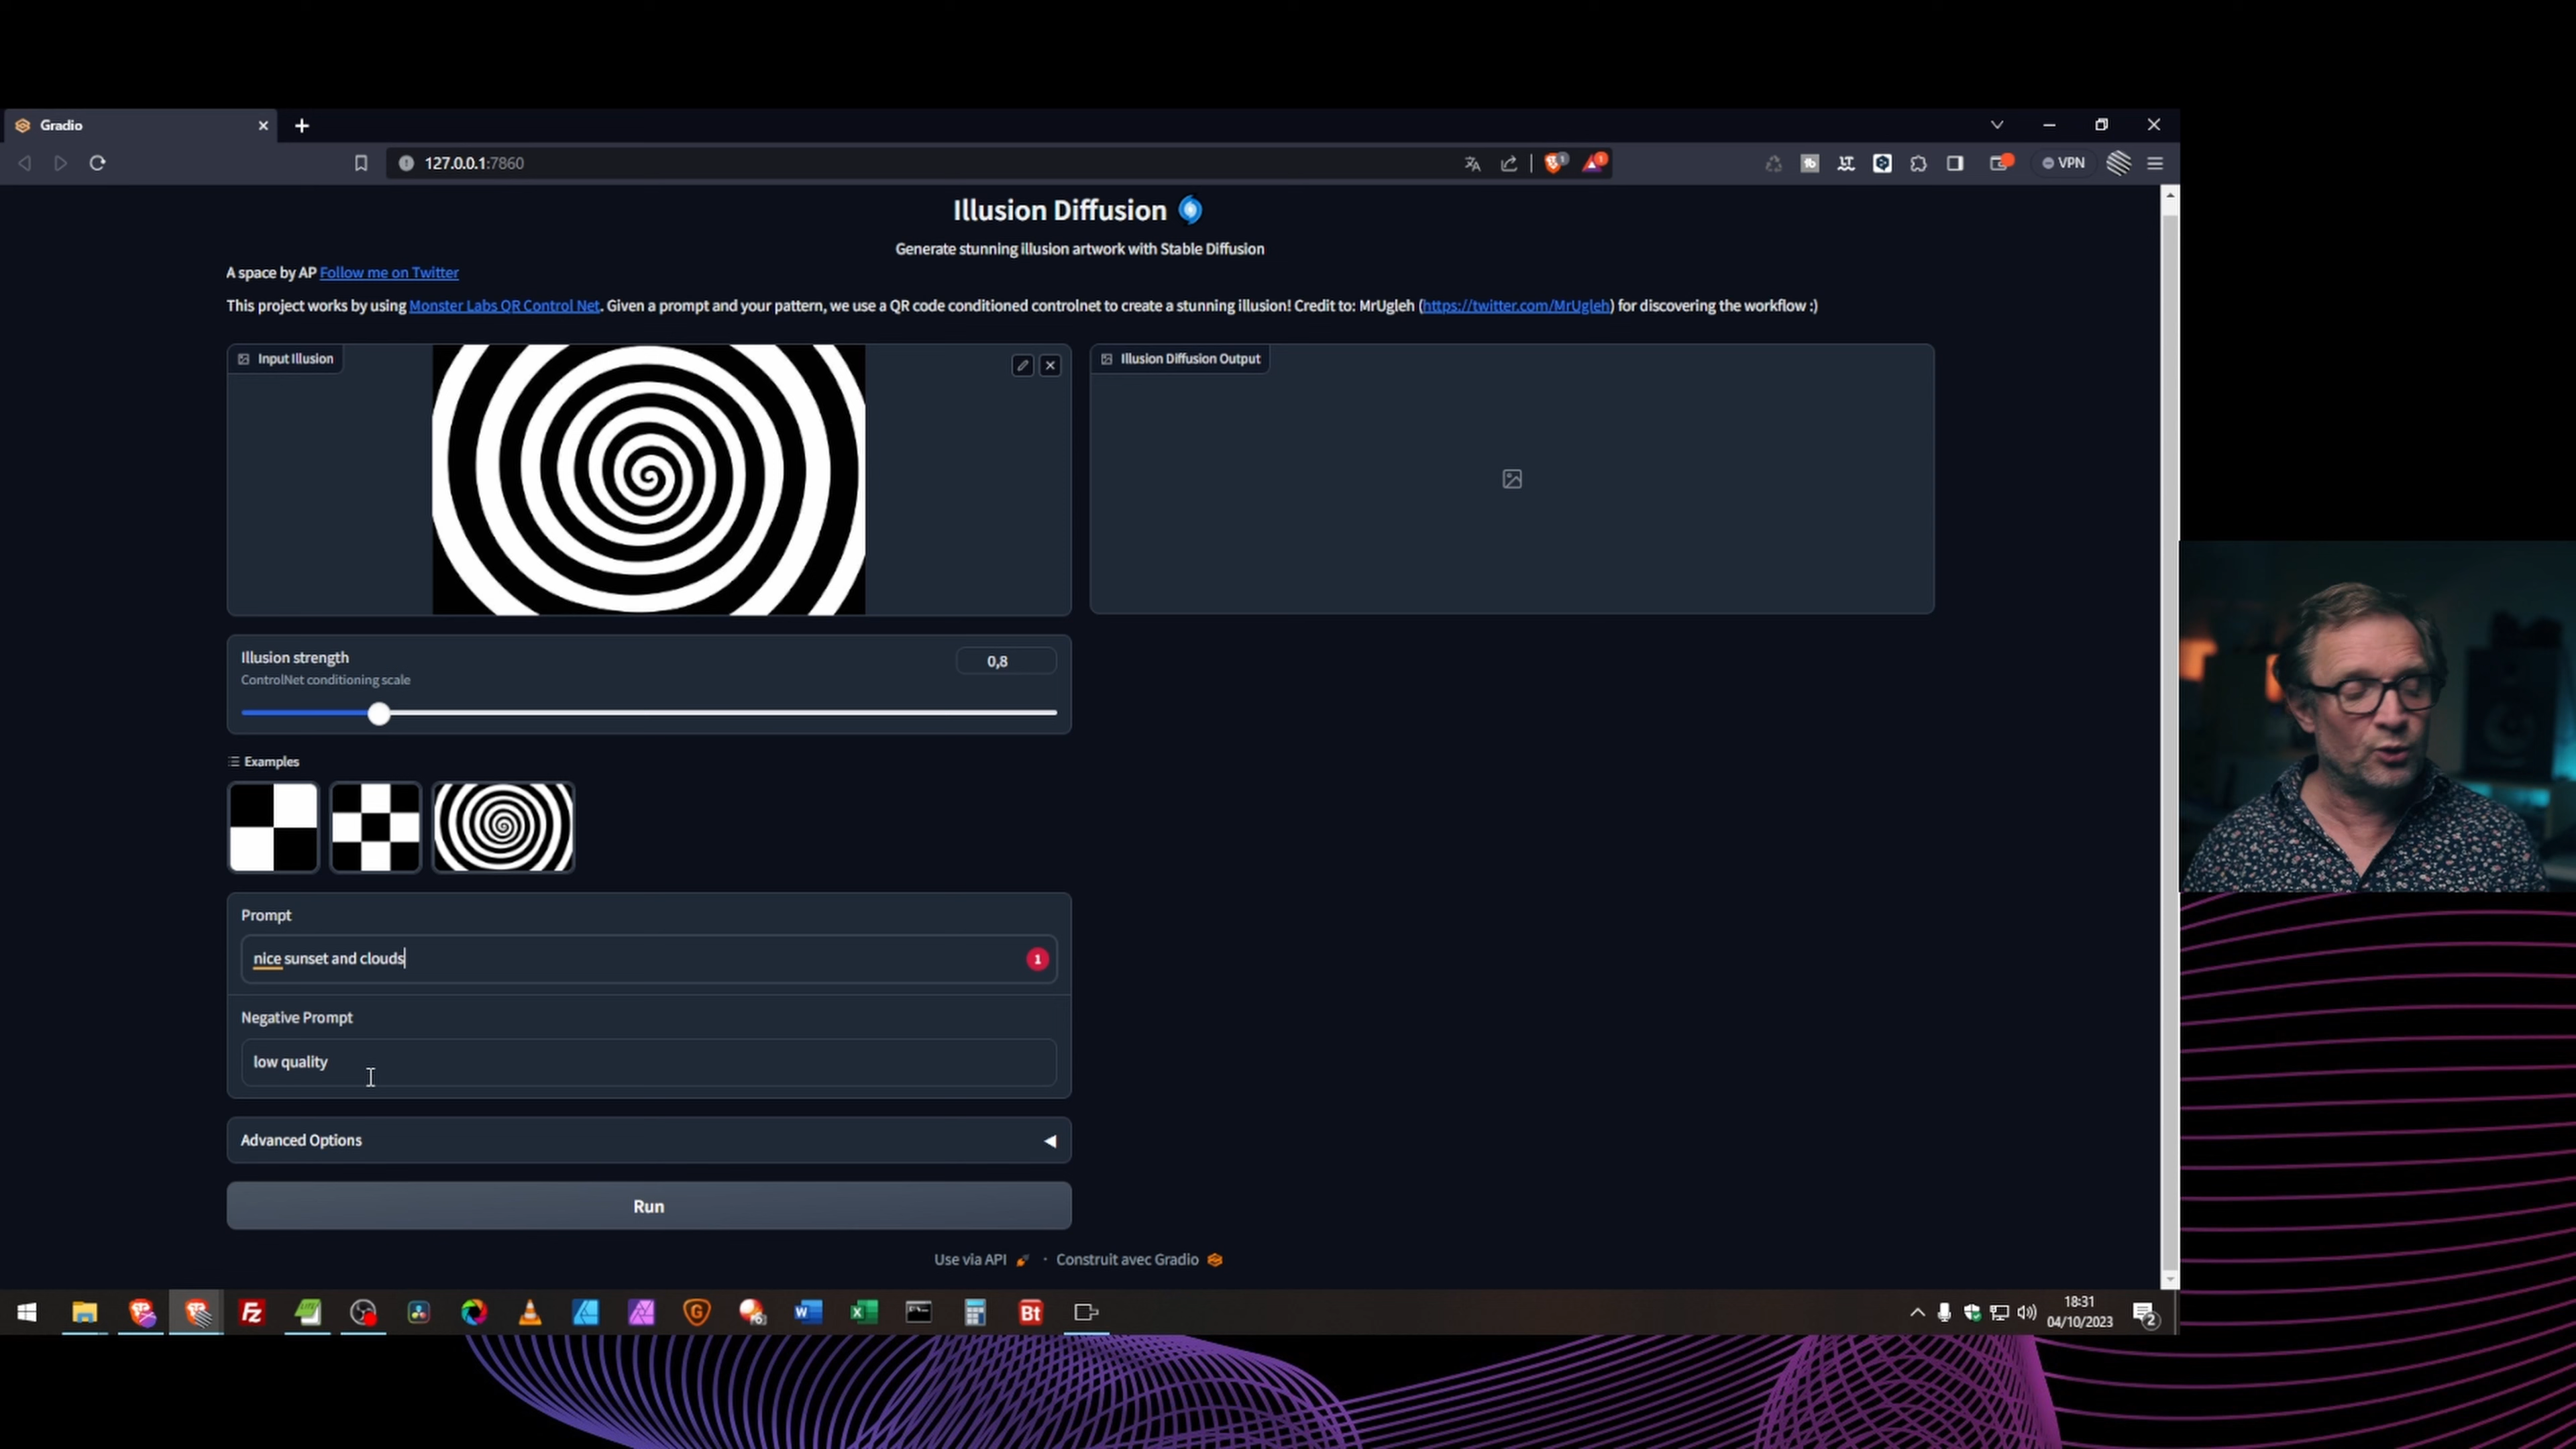 Gradio
127.0.0.1:7860
1
1
VPN
Illusion Diffusion
Generate stunning illusion artwork with Stable Diffusion
A space by AP Follow me on Twitter
This project works by using Monster Labs QR Control Net. Given a prompt and your pattern, we use a QR code conditioned controlnet to create a stunning illusion! Credit to: MrUgleh (https://twitter.com/MrUgleh) for discovering the workflow :)
Input Illusion
Illusion Diffusion Output
Illusion strength
0,8
ControlNet conditioning scale
Examples
Prompt
nice sunset and clouds
1
Negative Prompt
low quality
Advanced Options
Run
Use via API · Construit avec Gradio
Fz
G
W
X
Bt
18:31
04/10/2023
2